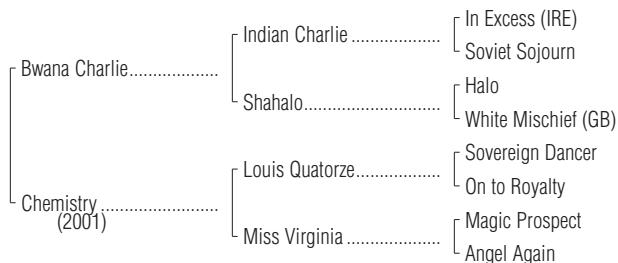 In Excess (IRE)
Indian Charlie ....................
Soviet Sojourn
Bwana Charlie....................
Halo
Shahalo..............................
White Mischief (GB)
Sovereign Dancer
Louis Quatorze...................
On to Royalty
Chemistry ..........................
(2001)
Magic Prospect
Miss Virginia .....................
Angel Again